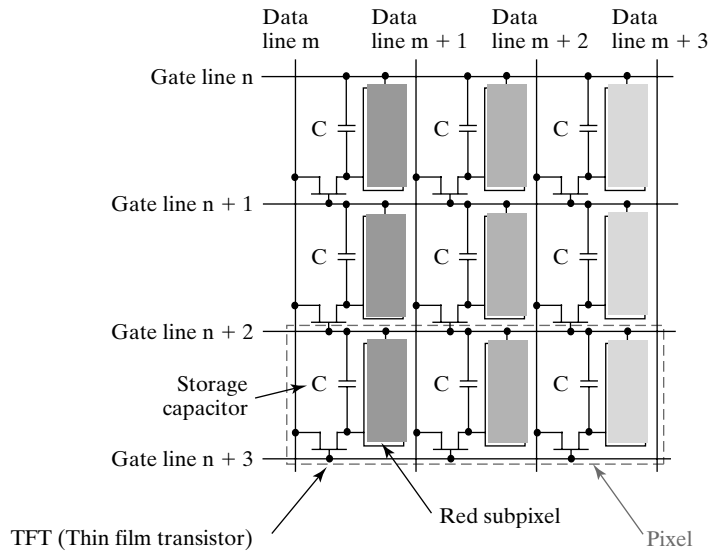 Data line m
Data line m + 1
Data line m + 2
Data line m + 3
Gate line n
C C C
Gate line n + 1
C C C
Gate line n + 2
C C C
Storage
capacitor
Gate line n + 3
Red subpixel
TFT (Thin film transistor)
Pixel